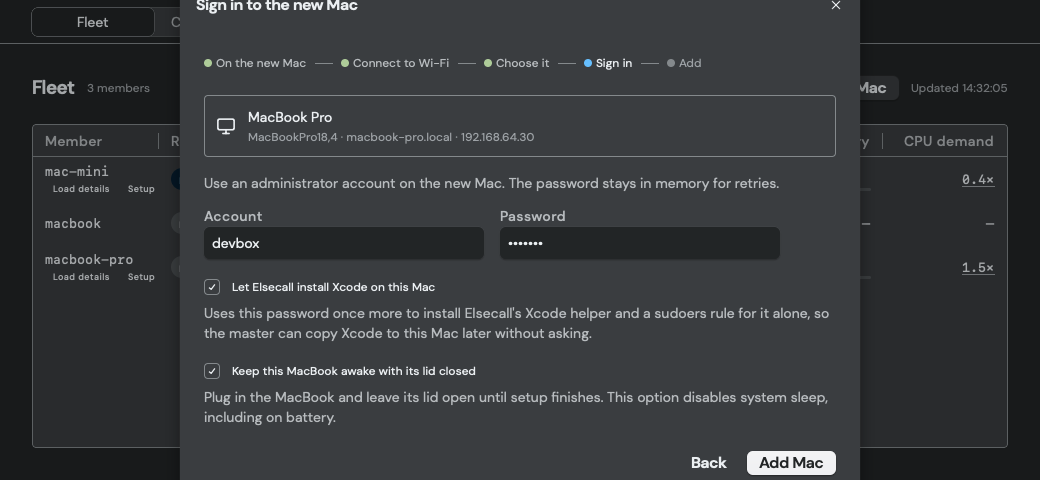 Sign in to the new Mac
Fleet
On the new Mac — Connect to Wi-Fi — Choose it — Sign in — Add
Fleet 3 members
Mac Updated 14:32:05
MacBook Pro
MacBookPro18,4 · macbook-pro.local · 192.168.64.30
Member
CPU demand
mac-mini
Load details Setup
0.4×
macbook
–
macbook-pro
Load details Setup
1.5×
Use an administrator account on the new Mac. The password stays in memory for retries.
Account Password
devbox •••••••
Let Elsecall install Xcode on this Mac
Uses this password once more to install Elsecall's Xcode helper and a sudoers rule for it alone, so
the master can copy Xcode to this Mac later without asking.
Keep this MacBook awake with its lid closed
Plug in the MacBook and leave its lid open until setup finishes. This option disables system sleep,
including on battery.
Back Add Mac